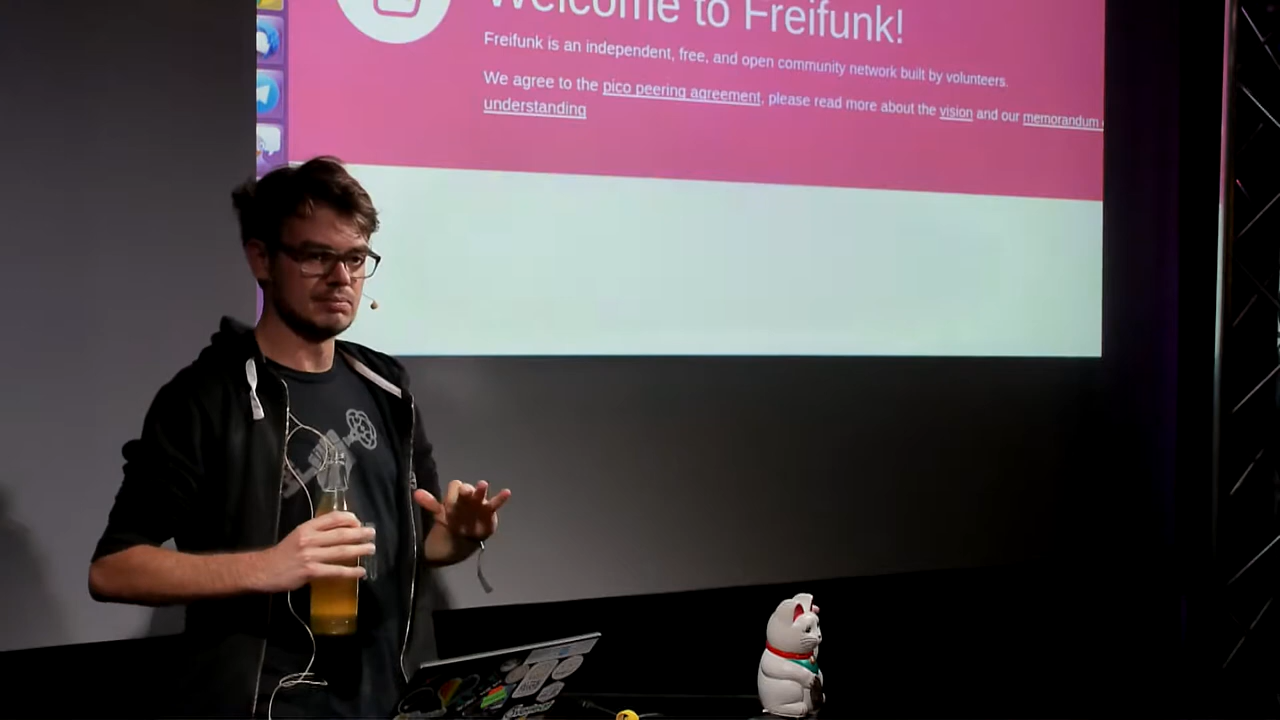 Welcome to Freifunk!
Freifunk is an independent, free, and open community network built by volunteers.
We agree to the pico peering agreement, please read more about the vision and our memorandum
understanding